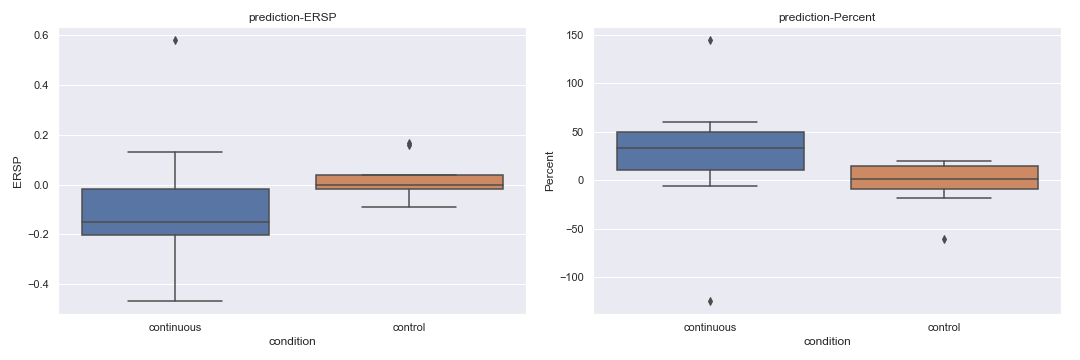 prediction-ERSP
0.6
0.4
0.2
0.0
−0.2
−0.4
ERSP
continuous
control
condition
prediction-Percent
150
100
50
0
−50
−100
Percent
continuous
control
condition